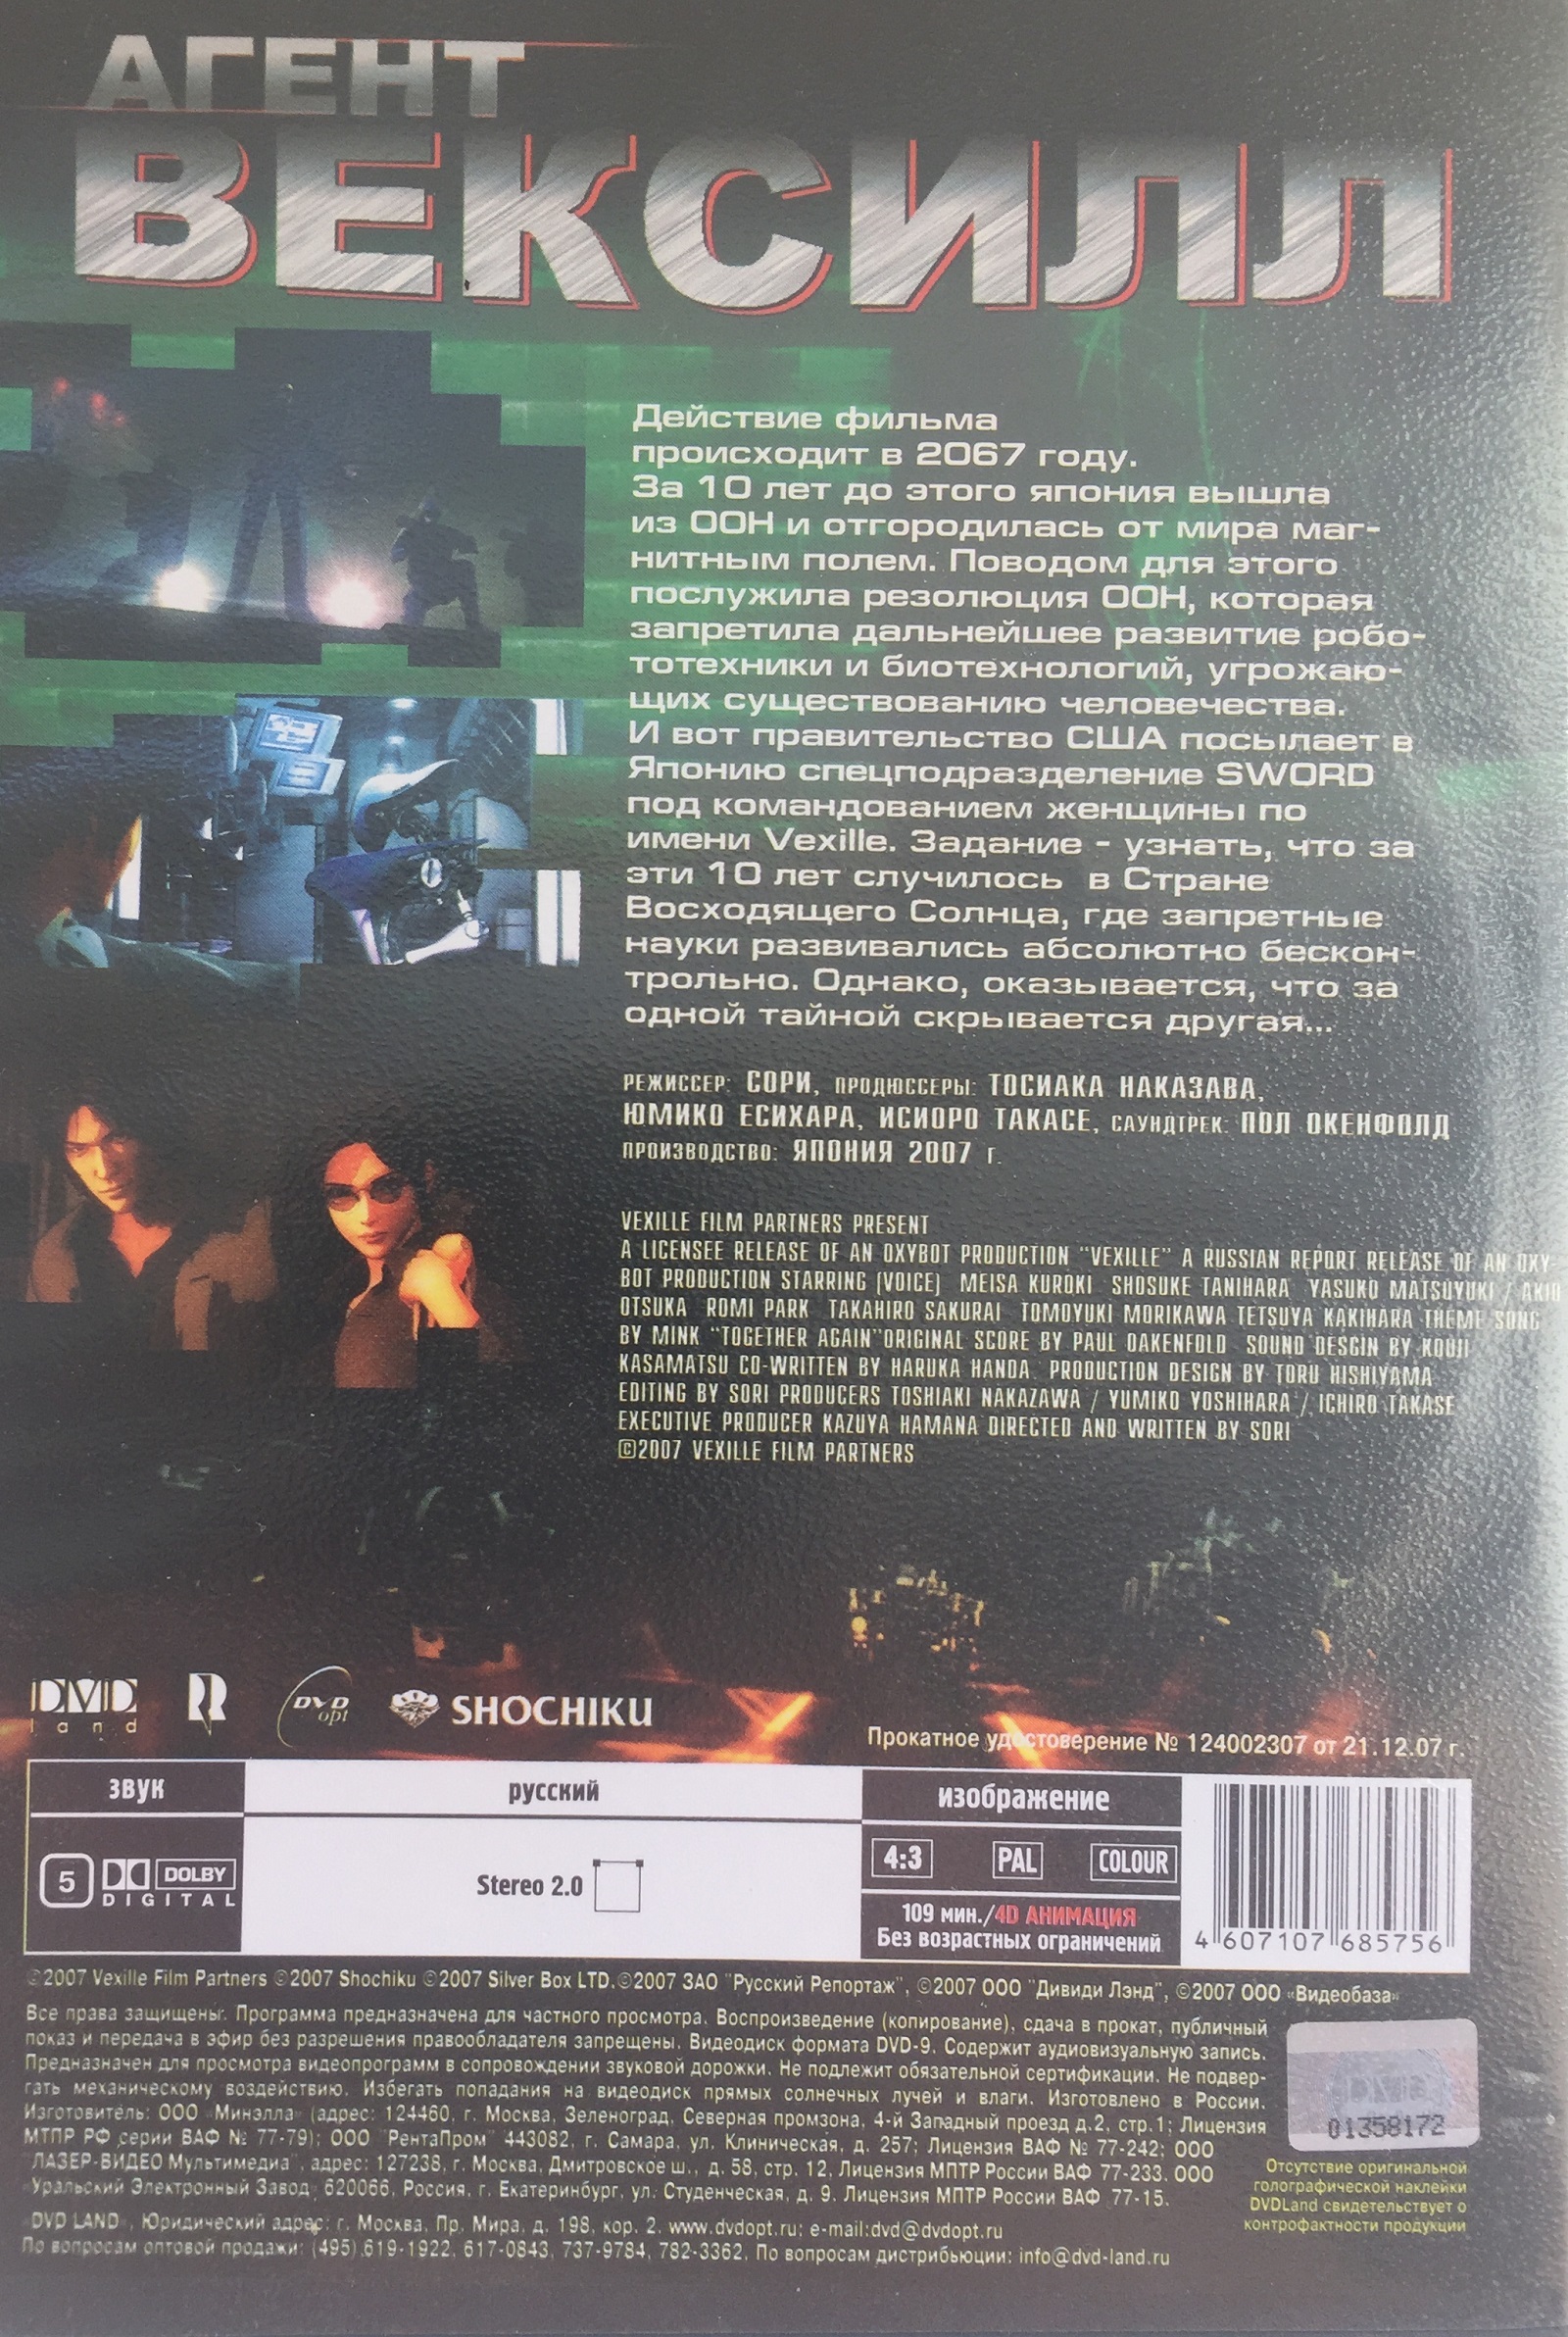 АГЕНТ
ВЕКСИЛЛ
Действие фильма
происходит в 2067 году.
За 10 лет до этого япония вышла
из ООН и отгородилась от мира маг-
нитным полем. Поводом для этого
послужила резолюция ООН, которая
запретила дальнейшее развитие робо-
тотехники и биотехнологий, угрожаю-
щих существованию человечества.
И вот правительство США посылает в
Японию спецподразделение SWORD
под командованием женщины по
имени Vexille. Задание - узнать, что за
эти 10 лет случилось в Стране
Восходящего Солнца, где запретные
науки развивались абсолютно бескон-
трольно. Однако, оказывается, что за
одной тайной скрывается другая...
РЕЖИССЕР: СОРИ, ПРОДЮССЕРЫ: ТОСИАКА НАКАЗАВА,
ЮМИКО ЕСИХАРА, ИСИОРО ТАКАСЕ, САУНДТРЕК: ПОЛ ОКЕНФОЛД
ПРОИЗВОДСТВО: ЯПОНИЯ 2007 г.
VEXILLE FILM PARTNERS PRESENT
A LICENSEE RELEASE OF AN OXYBOT PRODUCTION "VEXILLE" A RUSSIAN REPORT RELEASE OF AN OXY-
BOT PRODUCTION STARRING (VOICE) MEISA KUROKI SHOSUKE TANIHARA YASUKO MATSUYUKI / AKIO
OTSUKA ROMI PARK TAKAHIRO SAKURAI TOMOYUKI MORIKAWA TETSUYA KAKIHARA THEME SONG
BY MINK "TOGETHER AGAIN"ORIGINAL SCORE BY PAUL OAKENFOLD SOUND DESGIN BY KOUJI
KASAMATSU CO-WRITTEN BY HARUKA HANDA. PRODUCTION DESIGN BY TORU HISHIYAMA
EDITING BY SORI PRODUCERS TOSHIAKI NAKAZAWA / YUMIKO YOSHIHARA / ICHIRO TAKASE
EXECUTIVE PRODUCER KAZUYA HAMANA DIRECTED AND WRITTEN BY SORI
©2007 VEXILLE FILM PARTNERS
DVD land
R
DVD opt
SHOCHIKU
Прокатное удостоверение № 124002307 от 21.12.07 г.
звук
русский
изображение
5 DOLBY DIGITAL
Stereo 2.0
4:3 PAL COLOUR
109 мин./4D АНИМАЦИЯ
Без возрастных ограничений
4 607107 685756
©2007 Vexille Film Partners ©2007 Shochiku ©2007 Silver Box LTD.©2007 ЗАО "Русский Репортаж", ©2007 ООО "Дивиди Лэнд", ©2007 ООО «Видеобаза»
Все права защищены. Программа предназначена для частного просмотра. Воспроизведение (копирование), сдача в прокат, публичный
показ и передача в эфир без разрешения правообладателя запрещены. Видеодиск формата DVD-9. Содержит аудиовизуальную запись.
Предназначен для просмотра видеопрограмм в сопровождении звуковой дорожки. Не подлежит обязательной сертификации. Не подвер-
гать механическому воздействию. Избегать попадания на видеодиск прямых солнечных лучей и влаги. Изготовлено в России.
Изготовитель: ООО "Минэлла" (адрес: 124460, г. Москва, Зеленоград, Северная промзона, 4-й Западный проезд д.2, стр.1; Лицензия
МТПР РФ серии ВАФ № 77-79); ООО "РентаПром" 443082, г. Самара, ул. Клиническая, д. 257; Лицензия ВАФ № 77-242; ООО
"ЛАЗЕР-ВИДЕО Мультимедиа", адрес: 127238, г. Москва, Дмитровское ш., д. 58, стр. 12, Лицензия МПТР России ВАФ 77-233. ООО
"Уральский Электронный Завод" 620066, Россия, г. Екатеринбург, ул. Студенческая, д. 9. Лицензия МПТР России ВАФ 77-15.
"DVD LAND", Юридический адрес: г. Москва, Пр. Мира, д. 198, кор. 2. www.dvdopt.ru; e-mail:dvd@dvdopt.ru
По вопросам оптовой продажи: (495) 619-1922, 617-0843, 737-9784, 782-3362, По вопросам дистрибьюции: info@dvd-land.ru
01358172
Отсутствие оригинальной
голографической наклейки
DVDLand свидетельствует о
контрофактности продукции